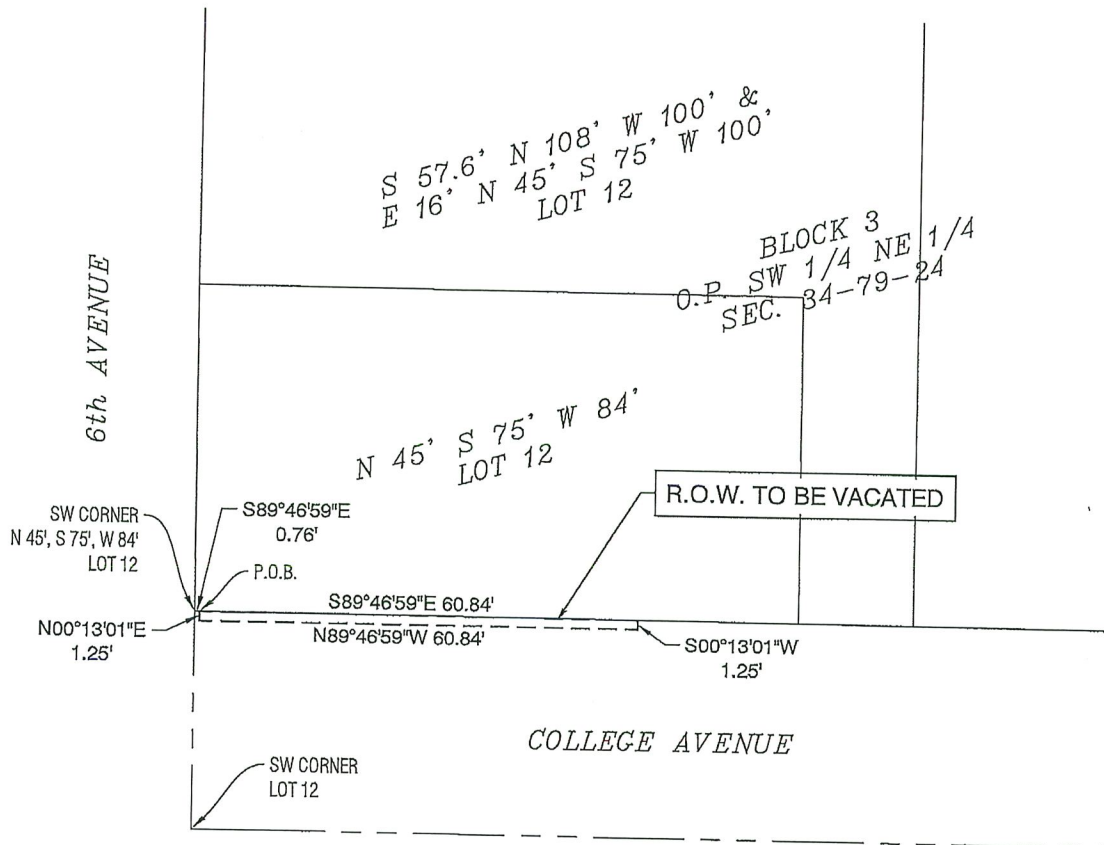 S 57.6' N 108' W 100' &
E 16' N 45' S 75' W 100'
LOT 12
BLOCK 3
O.P. SW 1/4 NE 1/4
SEC. 34-79-24
6th AVENUE
N 45' S 75' W 84'
LOT 12
R.O.W. TO BE VACATED
SW CORNER
N 45', S 75', W 84'
LOT 12
S89°46'59"E
0.76'
P.O.B.
S89°46'59"E 60.84'
N89°46'59"W 60.84'
N00°13'01"E
1.25'
S00°13'01"W
1.25'
COLLEGE AVENUE
SW CORNER
LOT 12